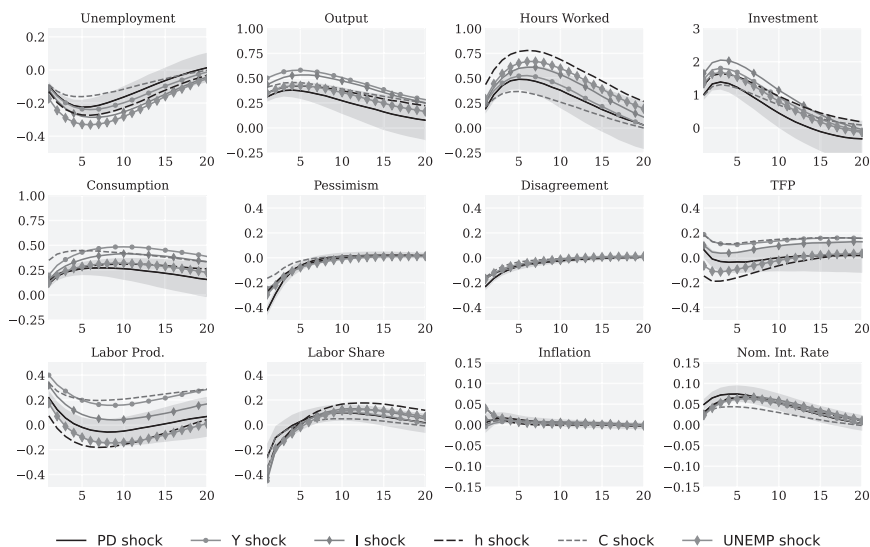 Unemployment Output Hours Worked Investment
0.2 0.0 −0.2 −0.4
5 10 15 20
1.00 0.75 0.50 0.25 0.00 −0.25
5 10 15 20
1.00 0.75 0.50 0.25 0.00 −0.25
5 10 15 20
3 2 1 0
5 10 15 20
Consumption Pessimism Disagreement TFP
1.00 0.75 0.50 0.25 0.00 −0.25
5 10 15 20
0.4 0.2 0.0 −0.2 −0.4
5 10 15 20
0.4 0.2 0.0 −0.2 −0.4
5 10 15 20
0.4 0.2 0.0 −0.2 −0.4
5 10 15 20
Labor Prod. Labor Share Inflation Nom. Int. Rate
0.4 0.2 0.0 −0.2 −0.4
5 10 15 20
0.4 0.2 0.0 −0.2 −0.4
5 10 15 20
0.15 0.10 0.05 0.00 −0.05 −0.10 −0.15
5 10 15 20
0.15 0.10 0.05 0.00 −0.05 −0.10 −0.15
5 10 15 20
PD shock Y shock I shock h shock C shock UNEMP shock